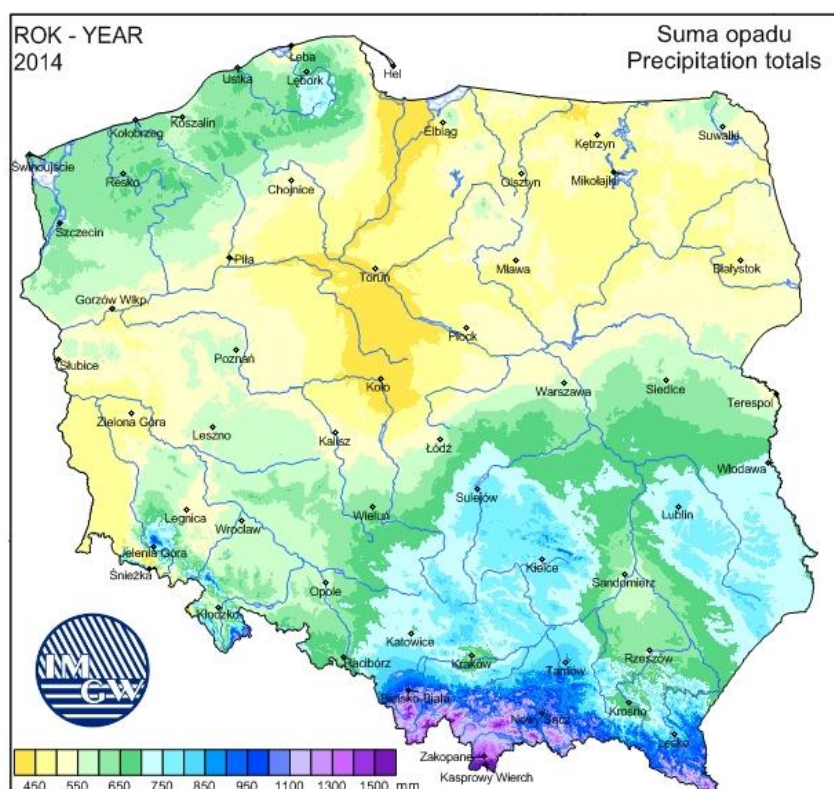 ROK - YEAR
2014
Suma opadu
Precipitation totals
Łeba
Hel
Ustka
Lębork
Koszalin
Kołobrzeg
Elbląg
Kętrzyn
Suwałki
Świnoujście
Resko
Chojnice
Olsztyn
Mikołajki
Szczecin
Piła
Toruń
Mława
Białystok
Gorzów Wlkp.
Płock
Słubice
Poznań
Koło
Warszawa
Siedlce
Terespol
Zielona Góra
Leszno
Kalisz
Łódź
Włodawa
Sulejów
Legnica
Wrocław
Wieluń
Lublin
Jelenia Góra
Śnieżka
Kielce
Opole
Sandomierz
Kłodzko
Katowice
Racibórz
Kraków
Tarnów
Rzeszów
Bielsko-Biała
Nowy Sącz
Krosno
Lesko
Zakopane
Kasprowy Wierch
IM
GW
450 550 650 750 850 950 1100 1300 1500 mm